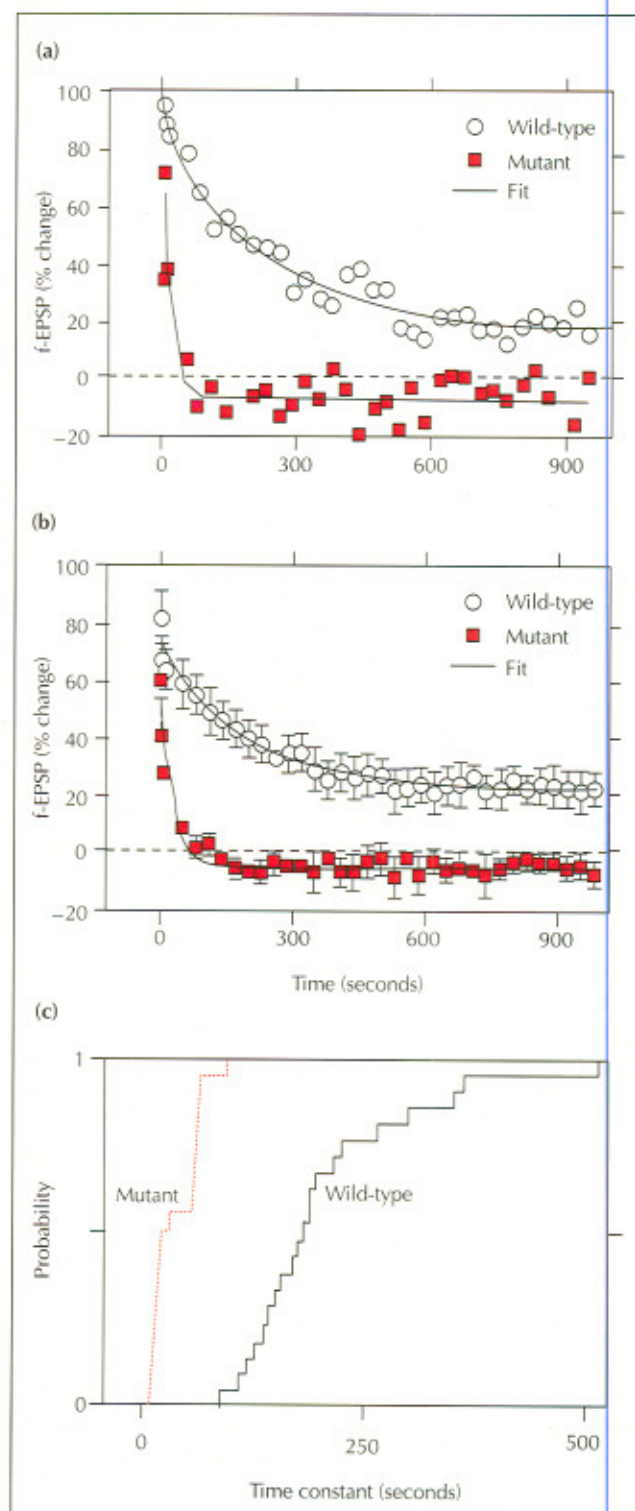 (a)
100
80
60
40
20
0
−20
f-EPSP (% change)
Wild-type
Mutant
Fit
0 300 600 900
(b)
100
80
60
40
20
0
−20
f-EPSP (% change)
Wild-type
Mutant
Fit
0 300 600 900
Time (seconds)
(c)
1
0
Probability
Mutant
Wild-type
0 250 500
Time constant (seconds)